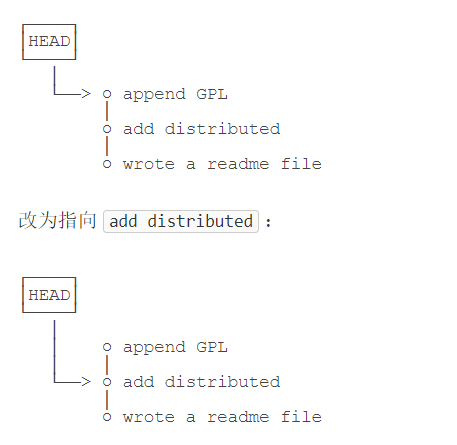 HEAD
append GPL
add distributed
wrote a readme file
改为指向 add distributed ：
HEAD
append GPL
add distributed
wrote a readme file